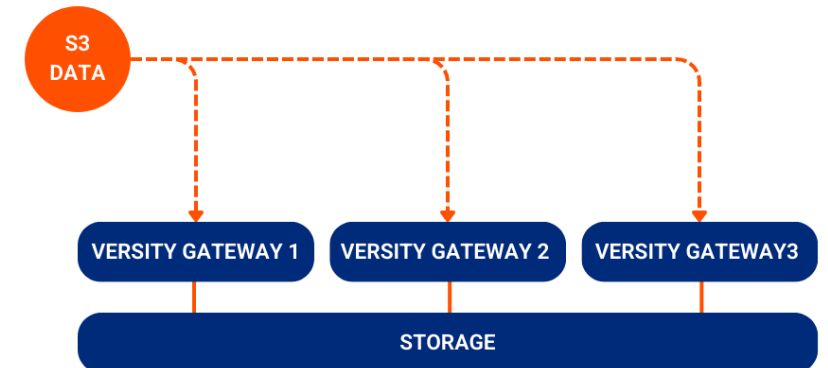 S3
DATA
VERSITY GATEWAY 1
VERSITY GATEWAY 2
VERSITY GATEWAY3
STORAGE